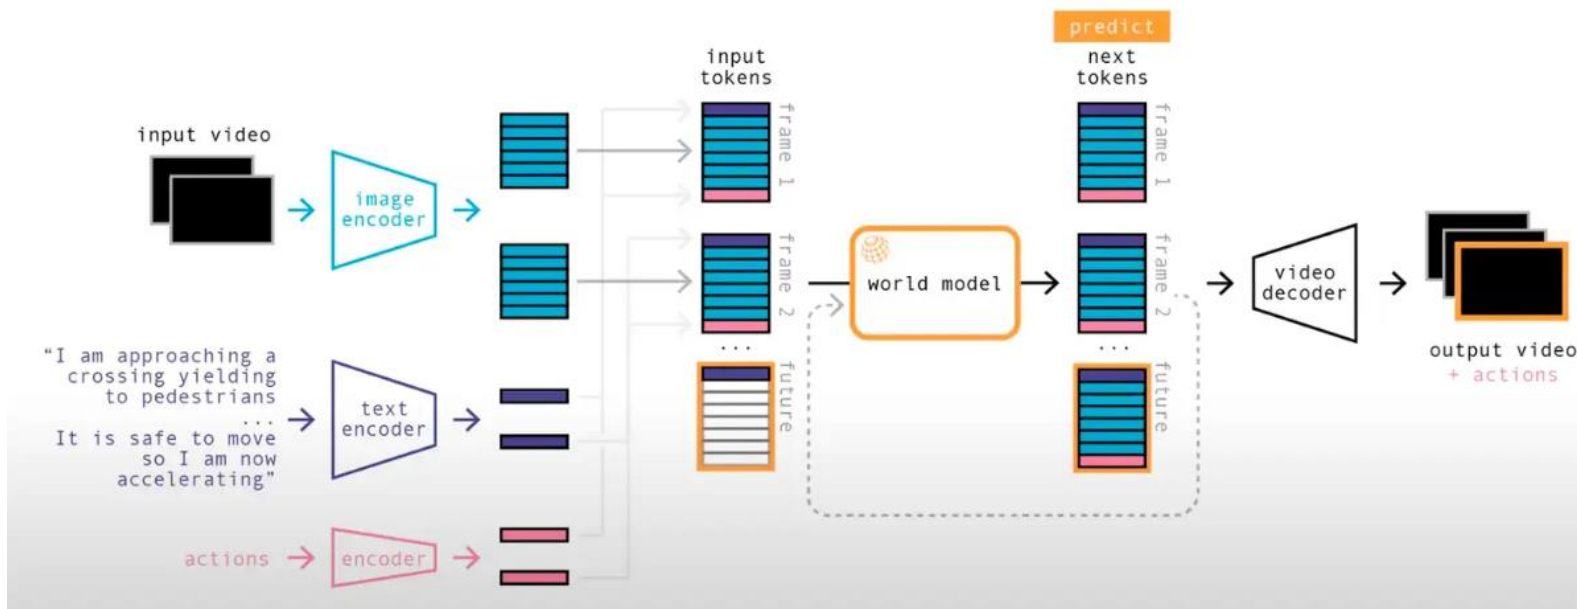 predict
input
tokens
next
tokens
input video
frame 1
frame 1
image
encoder
frame 2
frame 2
world model
video
decoder
...
...
output video
+ actions
"I am approaching a
crossing yielding
to pedestrians
...
It is safe to move
so I am now
accelerating"
text
encoder
future
future
actions
encoder